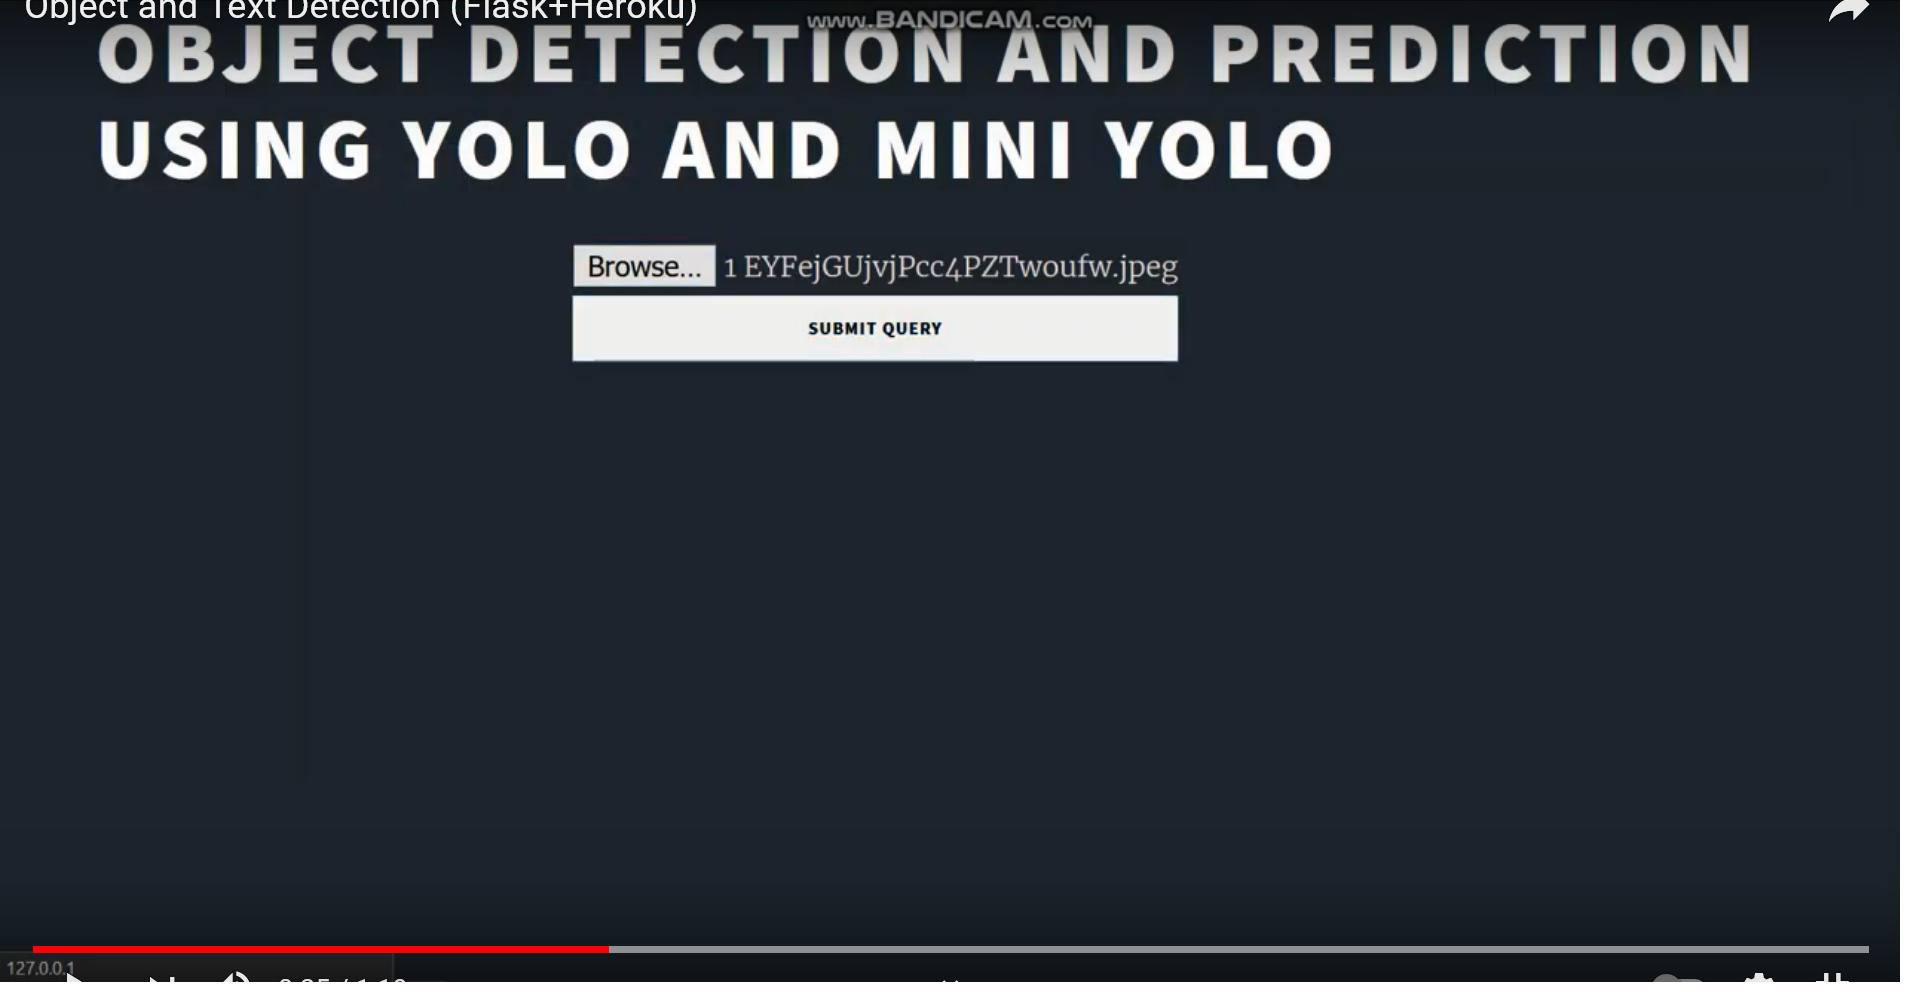 Object and Text Detection (Flask+Heroku)
www.BANDICAM.com
OBJECT DETECTION AND PREDICTION
USING YOLO AND MINI YOLO
Browse... 1 EYFejGUjvjPcc4PZTwoufw.jpeg
SUBMIT QUERY
127.0.0.1